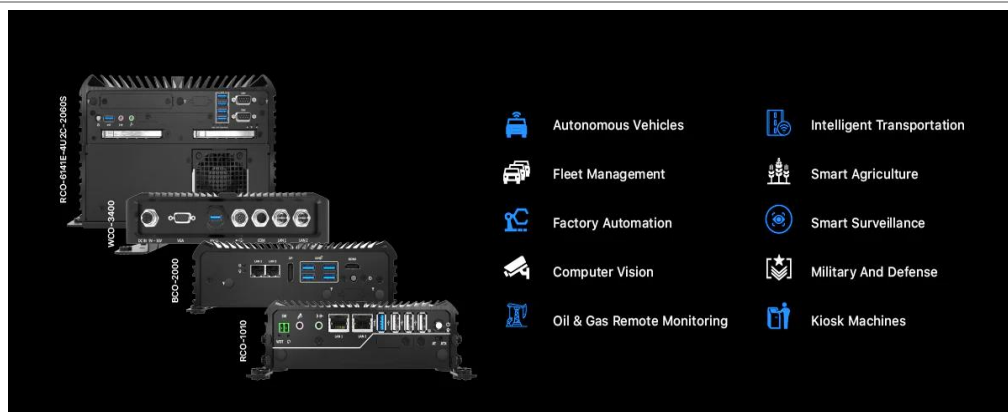 RCO-6141E-4U2C-2060S
WCO-3400
BCO-2000
RCO-1010
Autonomous Vehicles
Fleet Management
Factory Automation
Computer Vision
Oil & Gas Remote Monitoring
Intelligent Transportation
Smart Agriculture
Smart Surveillance
Military And Defense
Kiosk Machines